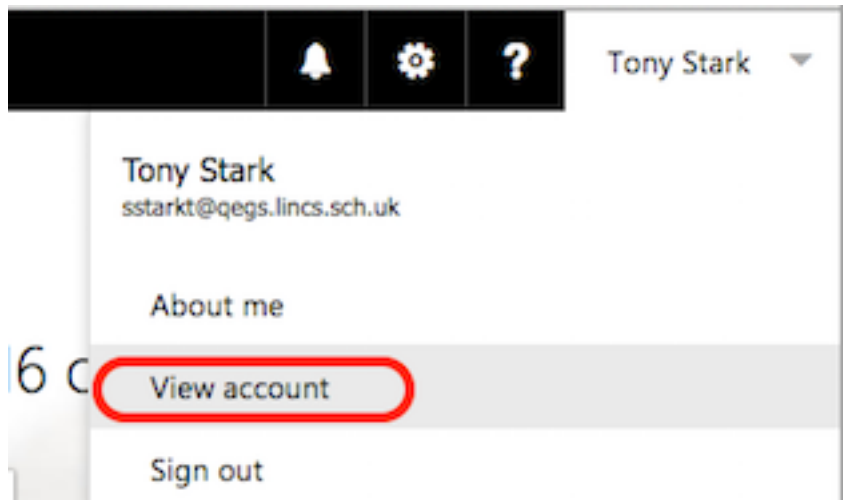 ? Tony Stark
Tony Stark
sstarkt@qegs.lincs.sch.uk
About me
6 c
View account
Sign out